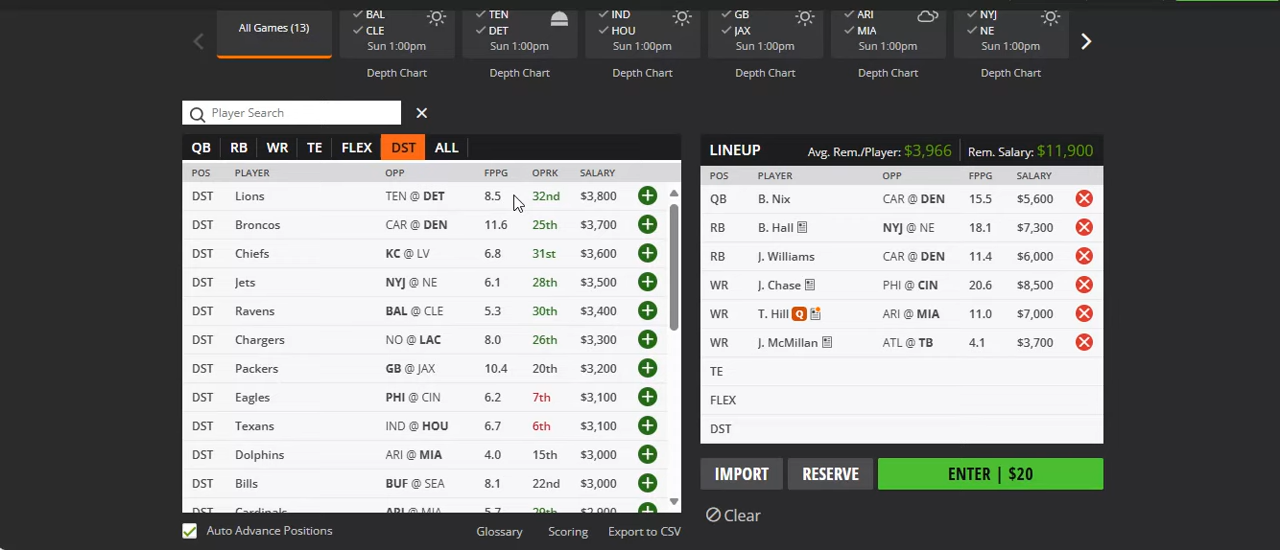 All Games (13)
BAL
CLE
Sun 1:00pm
Depth Chart
TEN
DET
Sun 1:00pm
Depth Chart
IND
HOU
Sun 1:00pm
Depth Chart
GB
JAX
Sun 1:00pm
Depth Chart
ARI
MIA
Sun 1:00pm
Depth Chart
NYJ
NE
Sun 1:00pm
Depth Chart
Player Search
QB RB WR TE FLEX DST ALL
POS PLAYER OPP FPPG OPRK SALARY
DST Lions TEN @ DET 8.5 32nd $3,800
DST Broncos CAR @ DEN 11.6 25th $3,700
DST Chiefs KC @ LV 6.8 31st $3,600
DST Jets NYJ @ NE 6.1 28th $3,500
DST Ravens BAL @ CLE 5.3 30th $3,400
DST Chargers NO @ LAC 8.0 26th $3,300
DST Packers GB @ JAX 10.4 20th $3,200
DST Eagles PHI @ CIN 6.2 7th $3,100
DST Texans IND @ HOU 6.7 6th $3,100
DST Dolphins ARI @ MIA 4.0 15th $3,000
DST Bills BUF @ SEA 8.1 22nd $3,000
DST Cardinals ARI @ MIA 5.7 29th $2,900
Auto Advance Positions
Glossary Scoring Export to CSV
LINEUP Avg. Rem./Player: $3,966 Rem. Salary: $11,900
POS PLAYER OPP FPPG SALARY
QB B. Nix CAR @ DEN 15.5 $5,600
RB B. Hall NYJ @ NE 18.1 $7,300
RB J. Williams CAR @ DEN 11.4 $6,000
WR J. Chase PHI @ CIN 20.6 $8,500
WR T. Hill Q ARI @ MIA 11.0 $7,000
WR J. McMillan ATL @ TB 4.1 $3,700
TE
FLEX
DST
IMPORT RESERVE ENTER | $20
Clear